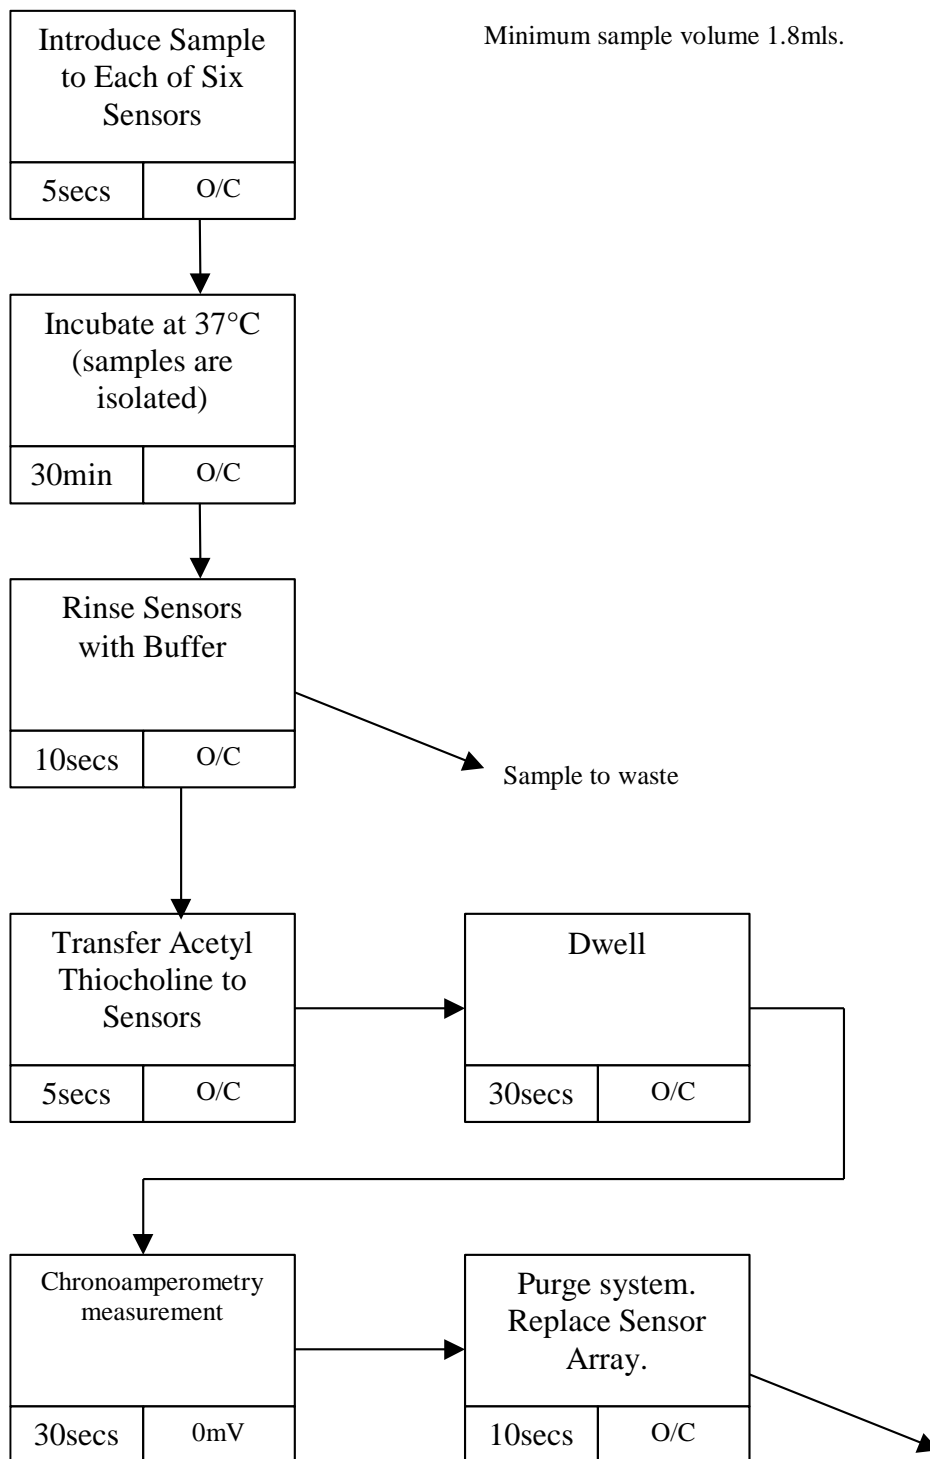 Introduce Sample
to Each of Six
Sensors
Minimum sample volume 1.8mls.
5secs
O/C
Incubate at 37°C
(samples are
isolated)
30min
O/C
Rinse Sensors
with Buffer
10secs
O/C
Sample to waste
Transfer Acetyl
Thiocholine to
Sensors
5secs
O/C
Dwell
30secs
O/C
Chronoamperometry
measurement
30secs
0mV
Purge system.
Replace Sensor
Array.
10secs
O/C